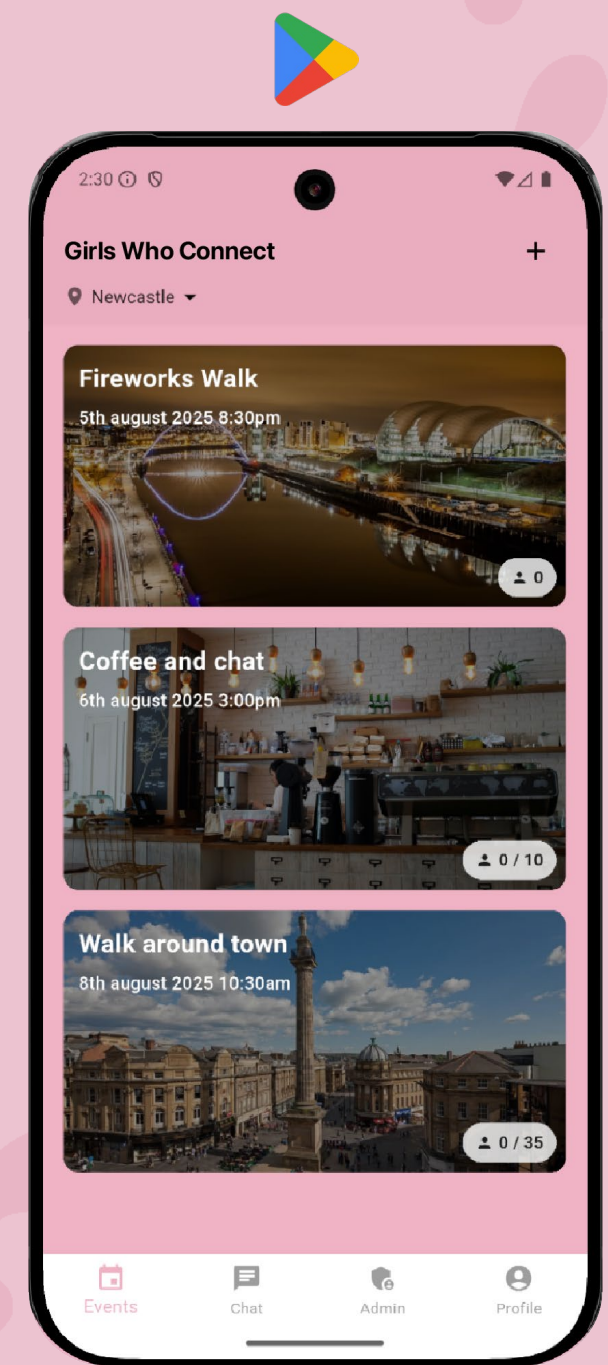 2:30
Girls Who Connect
Newcastle
Fireworks Walk
5th august 2025 8:30pm
0
Coffee and chat
6th august 2025 3:00pm
0 / 10
Walk around town
8th august 2025 10:30am
0 / 35
Events Chat Admin Profile